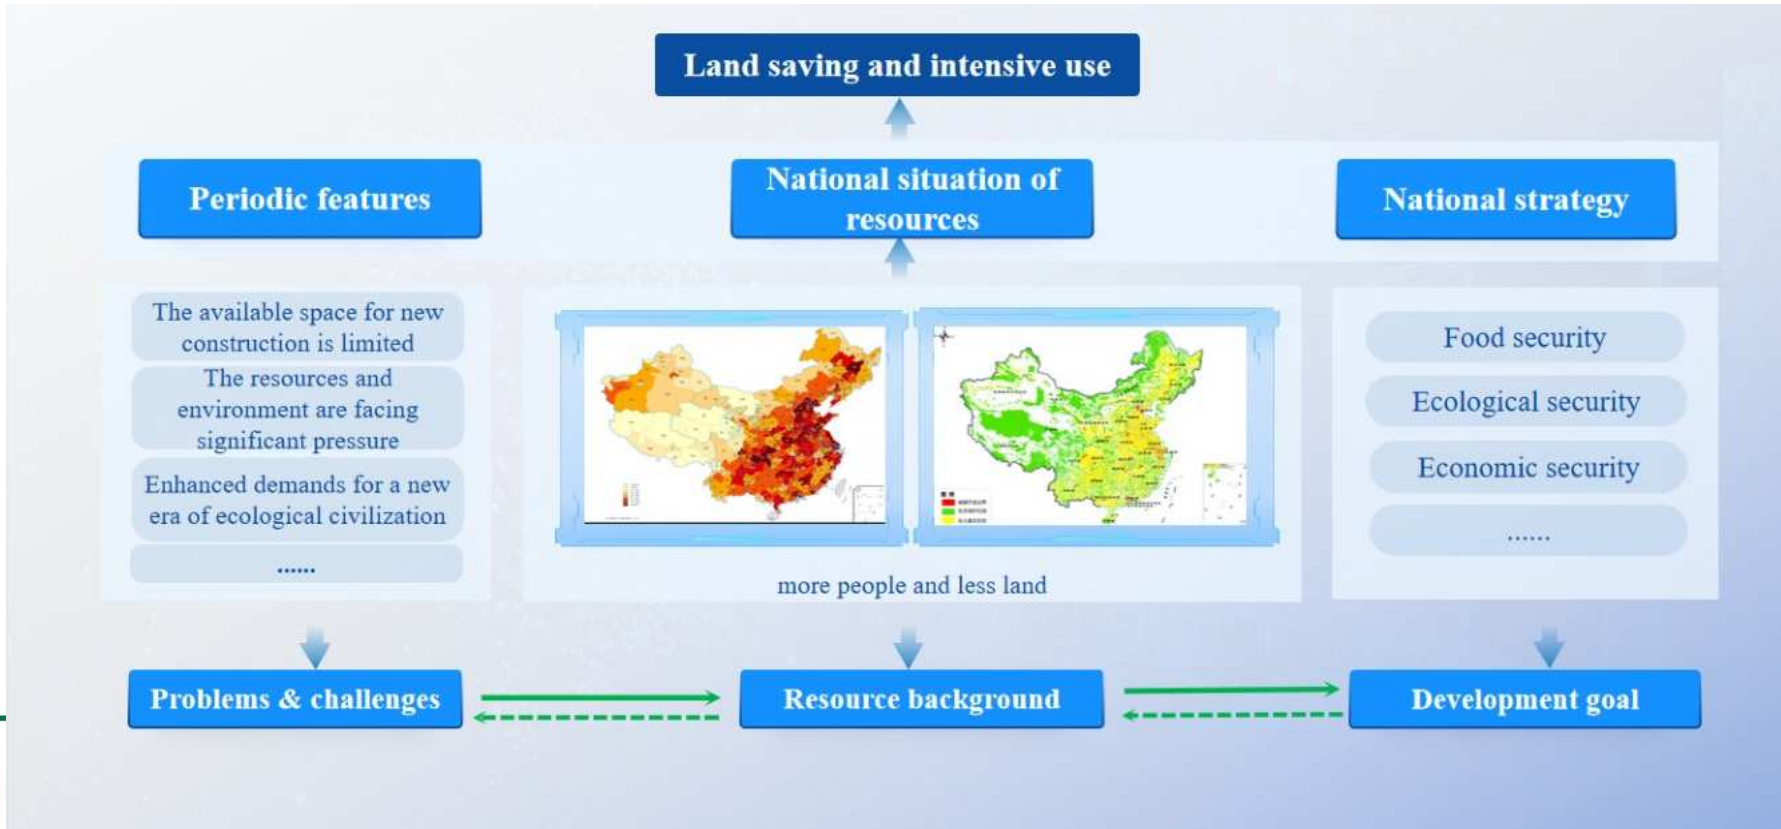 Land saving and intensive use
Periodic features
National situation of
resources
National strategy
The available space for new
construction is limited
The resources and
environment are facing
significant pressure
Enhanced demands for a new
era of ecological civilization
......
more people and less land
Food security
Ecological security
Economic security
......
Problems & challenges
Resource background
Development goal